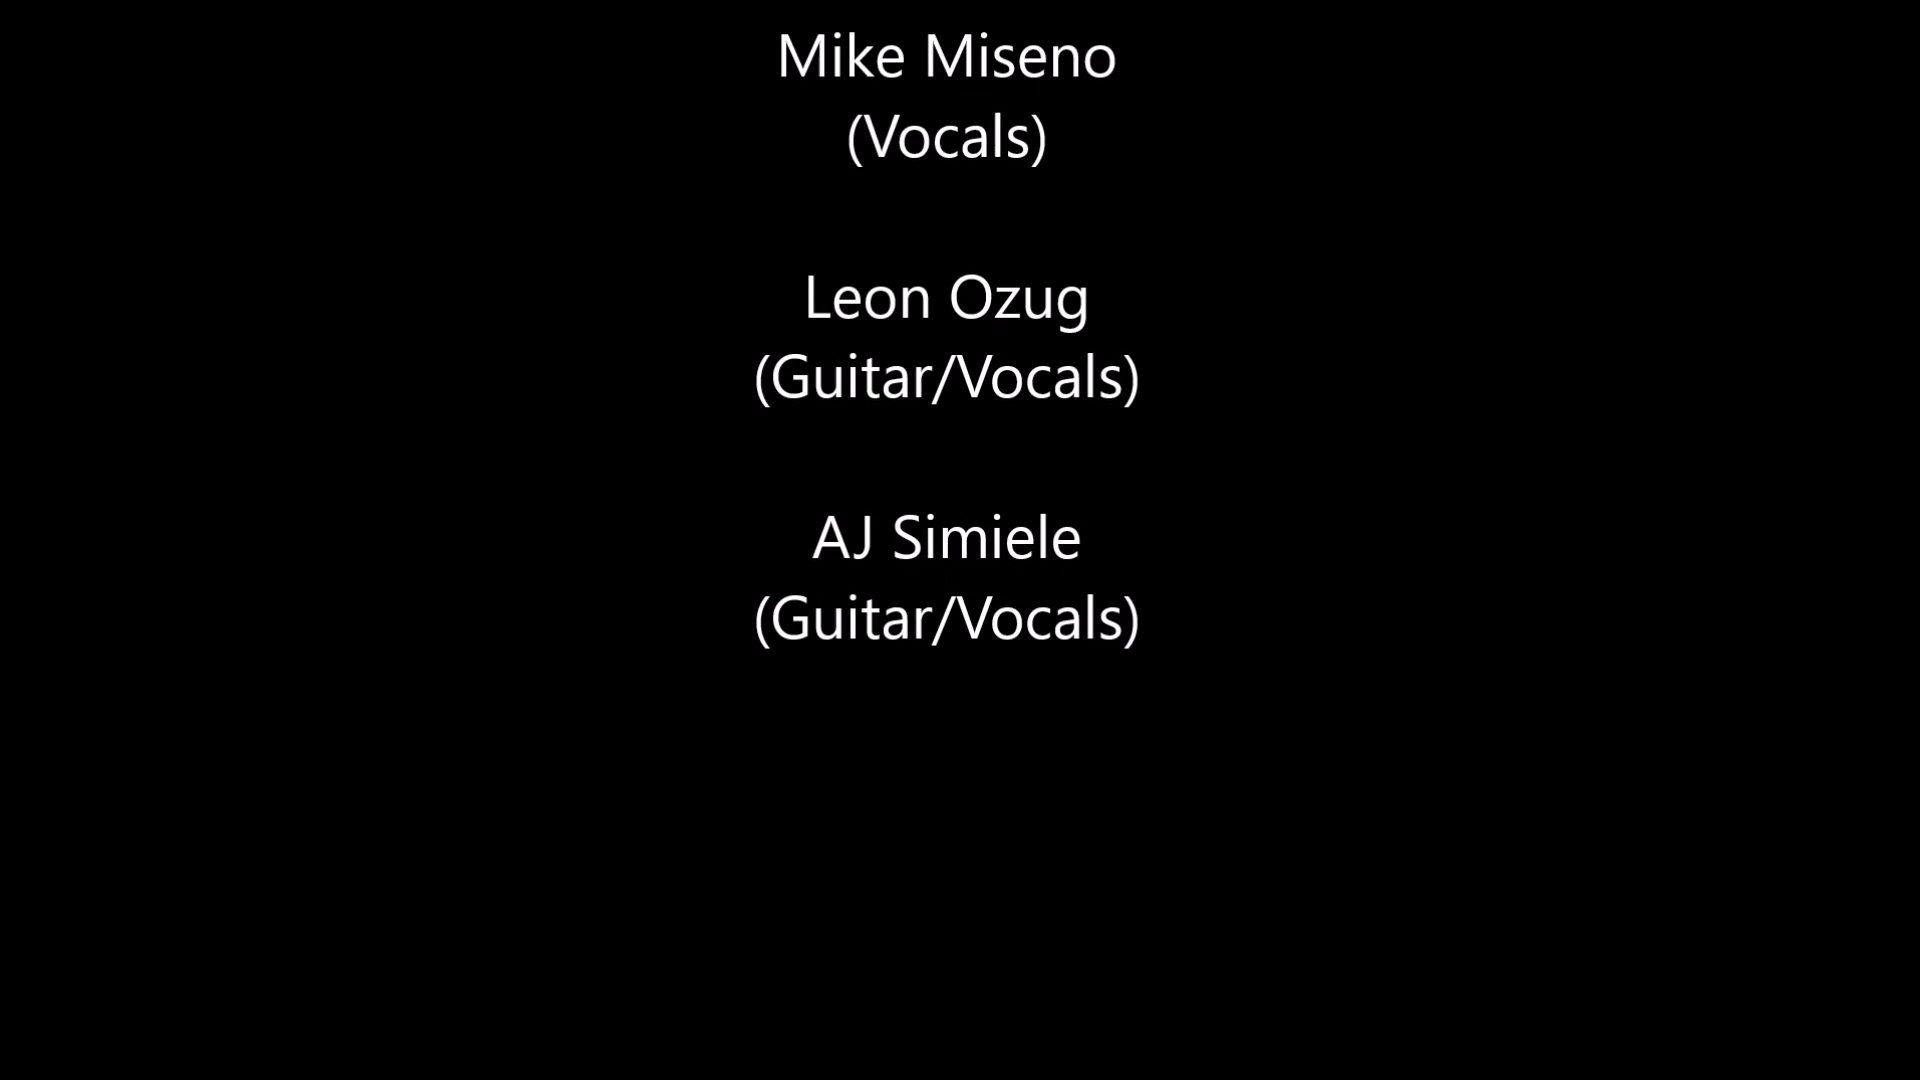 Mike Miseno
(Vocals)
Leon Ozug
(Guitar/Vocals)
AJ Simiele
(Guitar/Vocals)